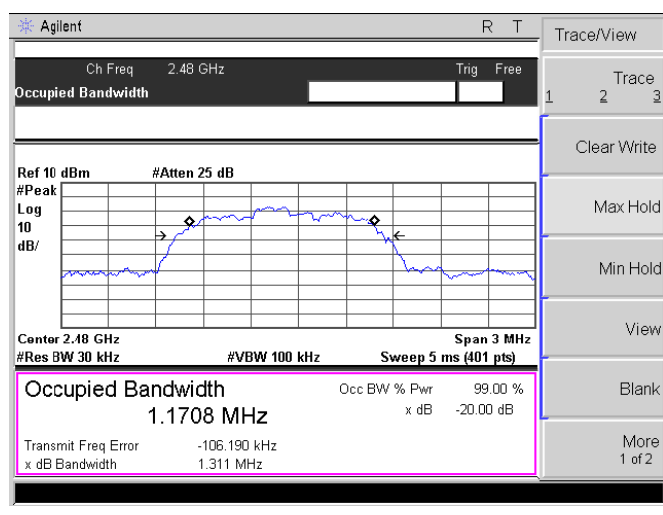 Agilent R T
Trace/View
Ch Freq 2.48 GHz Trig Free
Occupied Bandwidth
Trace
1 2 3
Clear Write
Ref 10 dBm #Atten 25 dB
#Peak
Log
10
dB/
Max Hold
Min Hold
View
Center 2.48 GHz Span 3 MHz
#Res BW 30 kHz #VBW 100 kHz Sweep 5 ms (401 pts)
Occupied Bandwidth Occ BW % Pwr 99.00 %
1.1708 MHz x dB -20.00 dB
Blank
Transmit Freq Error -106.190 kHz
x dB Bandwidth 1.311 MHz
More
1 of 2